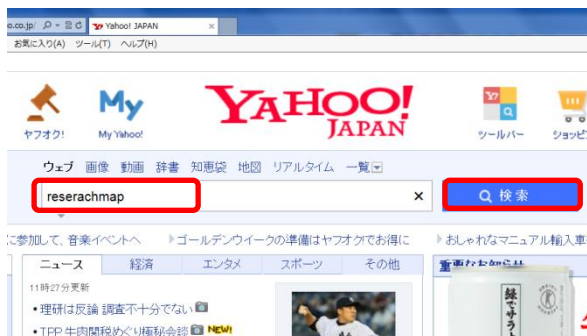 o.co.jp/
Yahoo! JAPAN
お気に入り(A) ツール(T) ヘルプ(H)
ヤフオク!
My
My Yahoo!
YAHOO!
JAPAN
ツールバー
ショッピ
ウェブ 画像 動画 辞書 知恵袋 地図 リアルタイム 一覧
reserachmap
検索
に参加して、音楽イベントへ
ゴールデンウイークの準備はヤフオクでお得に
おしゃれなマニュアル輸入車
ニュース 経済 エンタメ スポーツ その他
重要なお知らせ
11時27分更新
・理研は反論 調査不十分でない
・TPP 牛肉関税めぐり極秘会談 NEW!